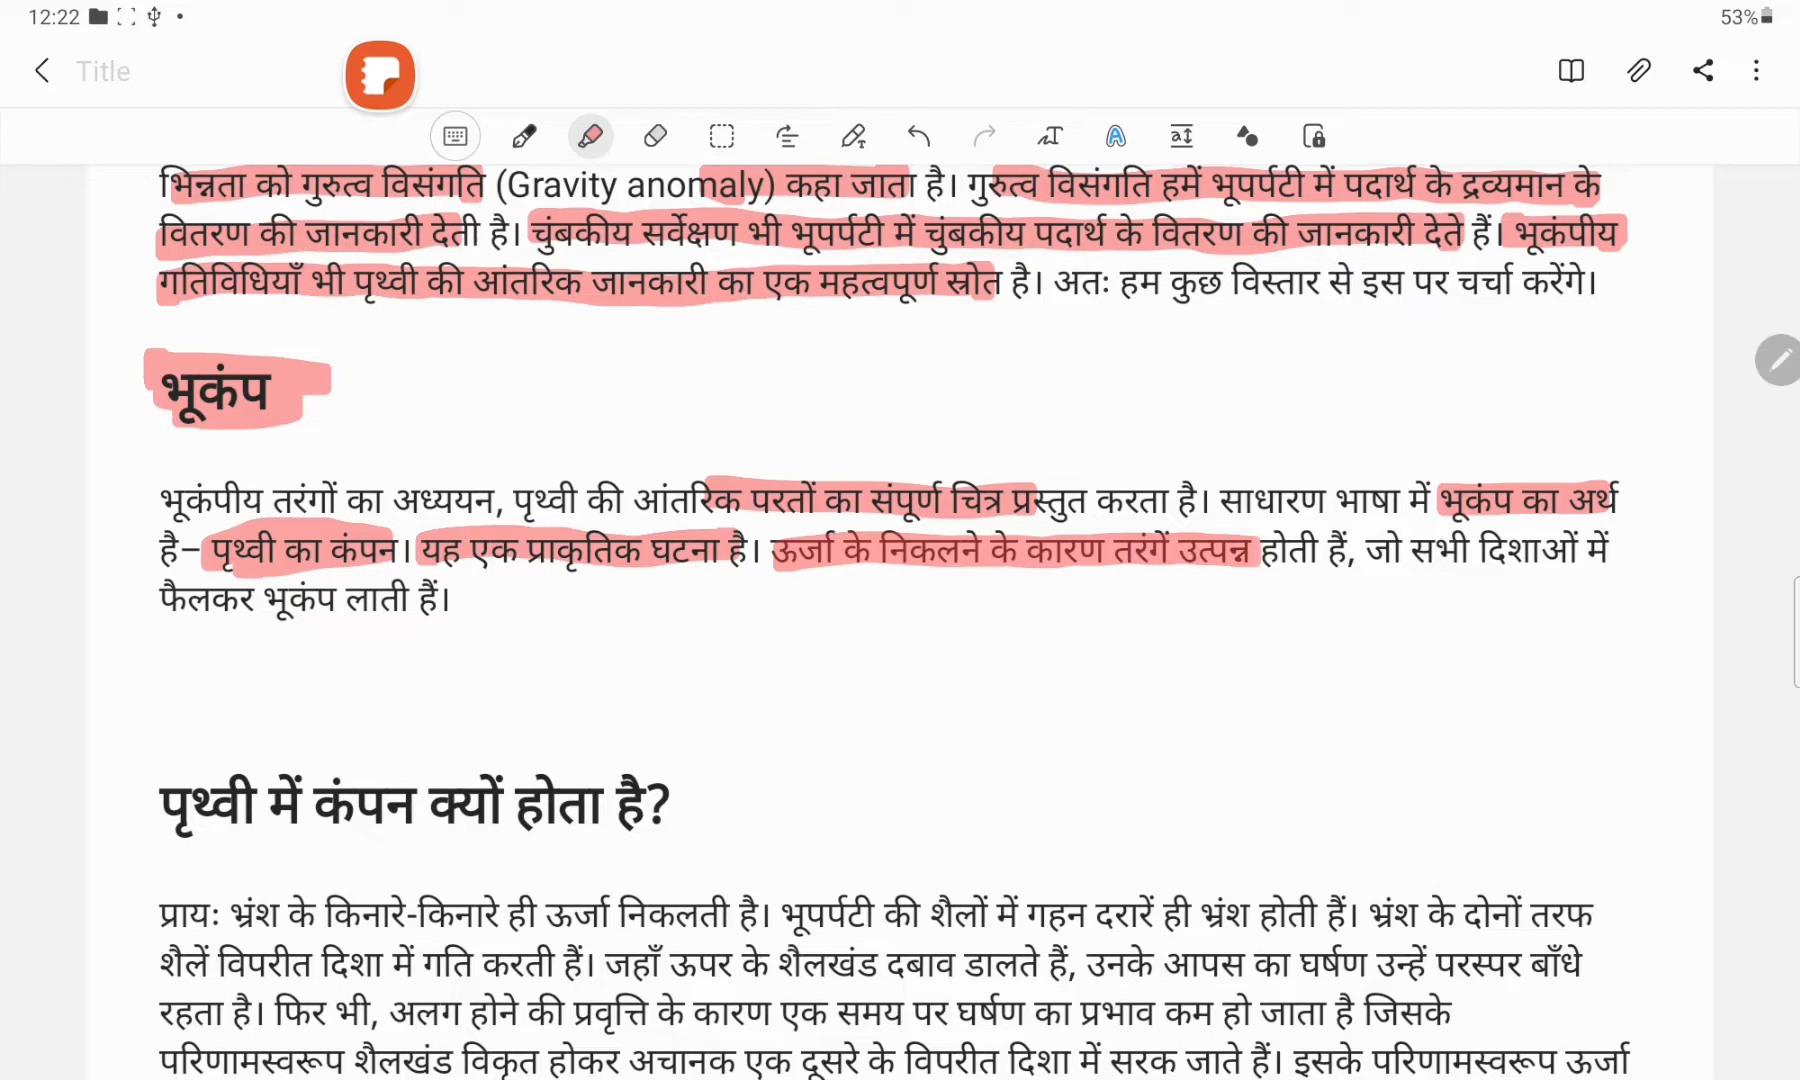 12:22
53%
Title
भिन्नता को गुरुत्व विसंगति (Gravity anomaly) कहा जाता है। गुरुत्व विसंगति हमें भूपर्पटी में पदार्थ के द्रव्यमान के
वितरण की जानकारी देती है। चुंबकीय सर्वेक्षण भी भूपर्पटी में चुंबकीय पदार्थ के वितरण की जानकारी देते हैं। भूकंपीय
गतिविधियाँ भी पृथ्वी की आंतरिक जानकारी का एक महत्वपूर्ण स्रोत है। अतः हम कुछ विस्तार से इस पर चर्चा करेंगे।
भूकंप
भूकंपीय तरंगों का अध्ययन, पृथ्वी की आंतरिक परतों का संपूर्ण चित्र प्रस्तुत करता है। साधारण भाषा में भूकंप का अर्थ
है– पृथ्वी का कंपन। यह एक प्राकृतिक घटना है। ऊर्जा के निकलने के कारण तरंगें उत्पन्न होती हैं, जो सभी दिशाओं में
फैलकर भूकंप लाती हैं।
पृथ्वी में कंपन क्यों होता है?
प्रायः भ्रंश के किनारे-किनारे ही ऊर्जा निकलती है। भूपर्पटी की शैलों में गहन दरारें ही भ्रंश होती हैं। भ्रंश के दोनों तरफ
शैलें विपरीत दिशा में गति करती हैं। जहाँ ऊपर के शैलखंड दबाव डालते हैं, उनके आपस का घर्षण उन्हें परस्पर बाँधे
रहता है। फिर भी, अलग होने की प्रवृत्ति के कारण एक समय पर घर्षण का प्रभाव कम हो जाता है जिसके
परिणामस्वरूप शैलखंड विकृत होकर अचानक एक दूसरे के विपरीत दिशा में सरक जाते हैं। इसके परिणामस्वरूप ऊर्जा